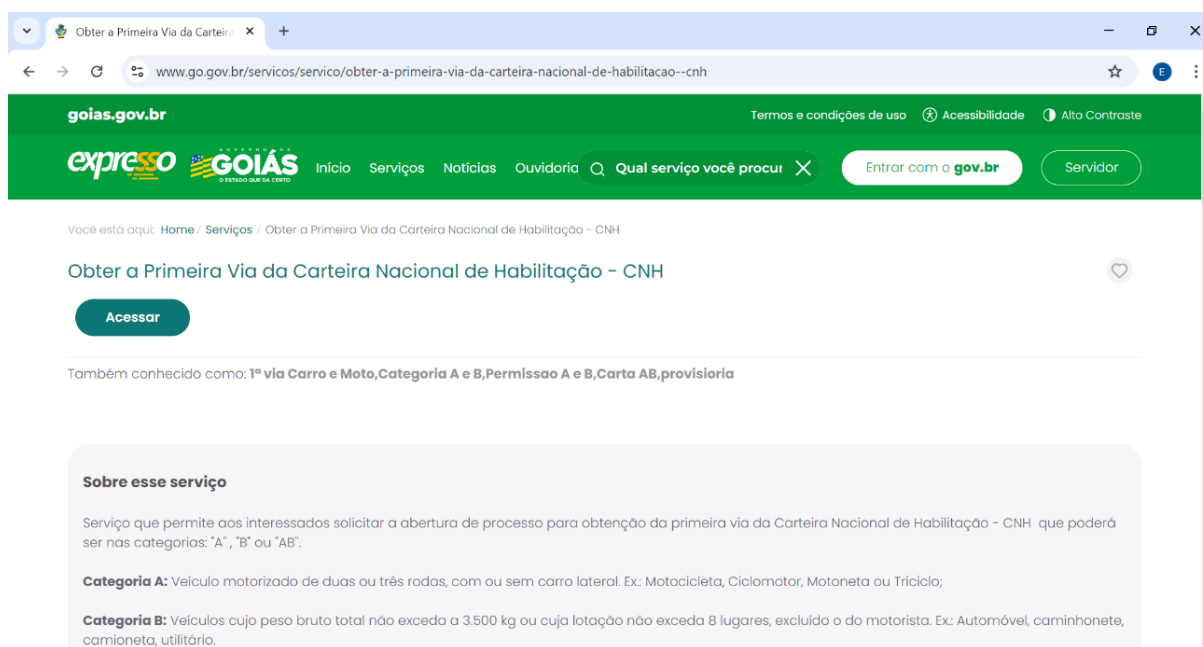 Obter a Primeira Via da Carteira
www.go.gov.br/servicos/servico/obter-a-primeira-via-da-carteira-nacional-de-habilitacao--cnh
E
goias.gov.br
Termos e condições de uso Acessibilidade Alto Contraste
expresso GOVERNO DE GOIÁS O ESTADO QUE DÁ CERTO Início Serviços Notícias Ouvidoria Qual serviço você procur Entrar com o gov.br Servidor
Você está aqui: Home / Serviços / Obter a Primeira Via da Carteira Nacional de Habilitação - CNH
Obter a Primeira Via da Carteira Nacional de Habilitação - CNH
Acessar
Também conhecido como: 1ª via Carro e Moto,Categoria A e B,Permissao A e B,Carta AB,provisioria
Sobre esse serviço
Serviço que permite aos interessados solicitar a abertura de processo para obtenção da primeira via da Carteira Nacional de Habilitação - CNH que poderá
ser nas categorias: "A" , "B" ou "AB".
Categoria A: Veículo motorizado de duas ou três rodas, com ou sem carro lateral. Ex.: Motocicleta, Ciclomotor, Motoneta ou Triciclo;
Categoria B: Veículos cujo peso bruto total não exceda a 3.500 kg ou cuja lotação não exceda 8 lugares, excluído o do motorista. Ex.: Automóvel, caminhonete,
camioneta, utilitário.